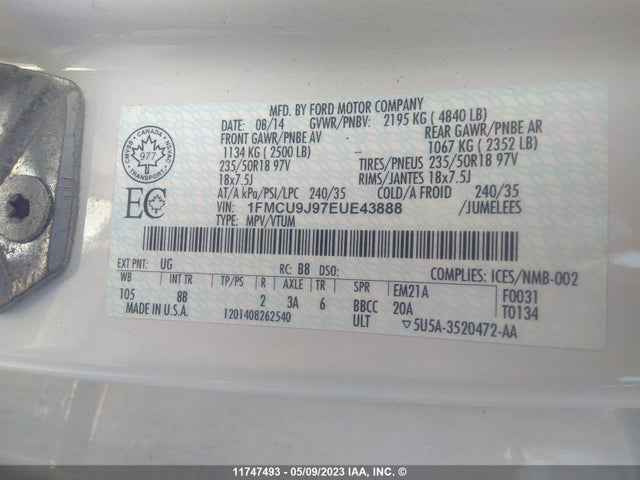 MFD. BY FORD MOTOR COMPANY
DATE: 08/14 GVWR/PNBV: 2195 KG ( 4840 LB)
FRONT GAWR/PNBE AV REAR GAWR/PNBE AR
1134 KG ( 2500 LB) 1067 KG ( 2352 LB)
235/50R18 97V TIRES/PNEUS 235/50R18 97V
18x7.5J RIMS/JANTES 18x7.5J
AT/A kPa/PSI/LPC 240/35 COLD/A FROID 240/35
VIN: 1FMCU9J97EUE43888 /JUMELEES
TYPE: MPV/VTUM
CANADA
977
EC
EXT PNT: UG RC: B8 DSO: COMPLIES: ICES/NMB-002
WB INT TR TP/PS R AXLE TR SPR EM21A F0031
105 8B 2 3A 6 BBCC 20A T0134
MADE IN U.S.A. 1201408262540 ULT ▽5U5A-3520472-AA
11747493 - 05/09/2023 IAA, Inc. ©